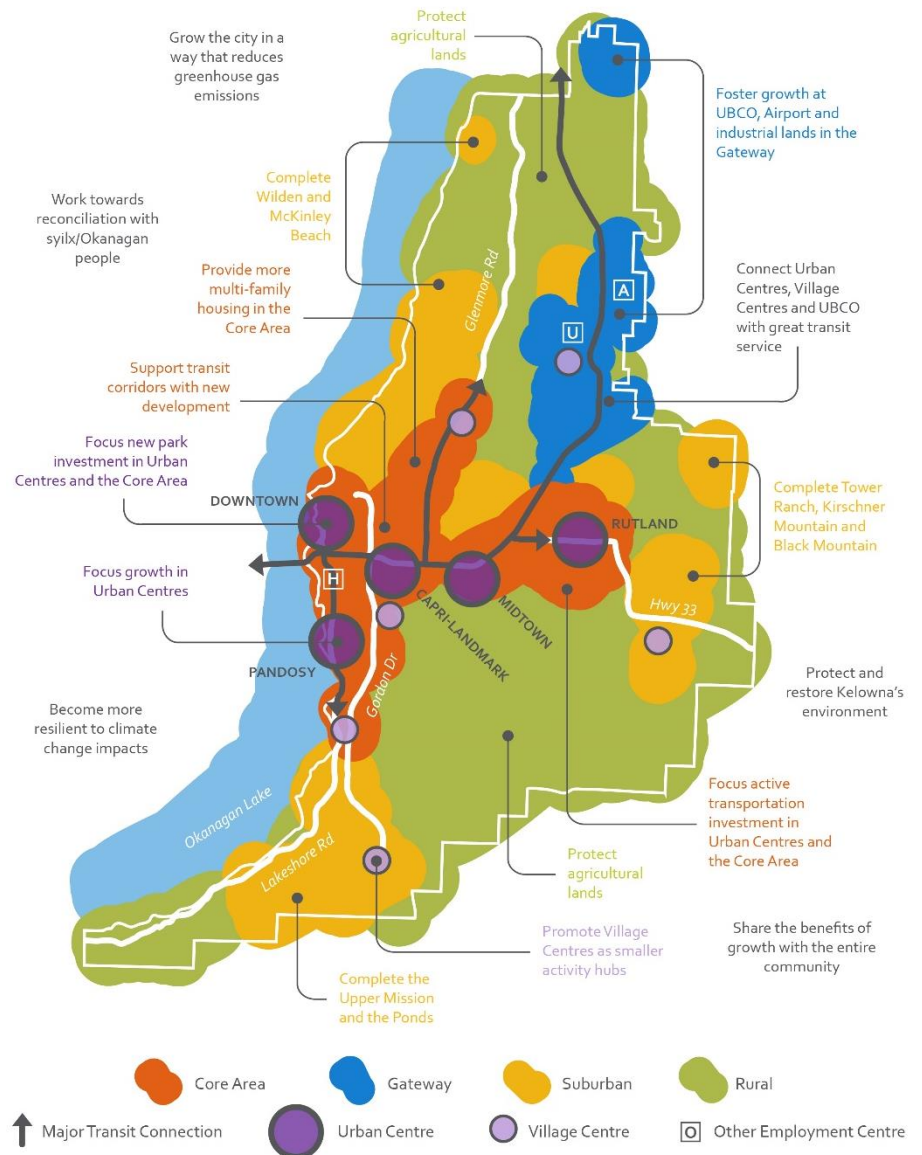 Grow the city in a way that reduces
greenhouse gas
emissions
Protect
agricultural
lands
Foster growth at
UBCO, Airport and
industrial lands in the
Gateway
Complete
Wilden and
McKinley
Beach
Work towards
reconciliation with
syilx/Okanagan
people
Provide more
multi-family
housing in the
Core Area
Glenmore Rd
A
U
Connect Urban
Centres, Village
Centres and UBCO
with great transit
service
Support transit
corridors with new
development
Focus new park
investment in Urban
Centres and the Core Area
DOWNTOWN
RUTLAND
Complete Tower
Ranch, Kirschner
Mountain and
Black Mountain
Focus growth in
Urban Centres
H
CAPRI-LANDMARK
MIDTOWN
Hwy 33
PANDOSY
Gordon Dr
Protect and
restore Kelowna's
environment
Become more
resilient to climate
change impacts
Okanagan Lake
Lakeshore Rd
Focus active
transportation
investment in
Urban Centres and
the Core Area
Protect
agricultural
lands
Promote Village
Centres as smaller
activity hubs
Share the benefits of
growth with the entire
community
Complete the
Upper Mission
and the Ponds
Core Area
Gateway
Suburban
Rural
Major Transit Connection
Urban Centre
Village Centre
O
Other Employment Centre